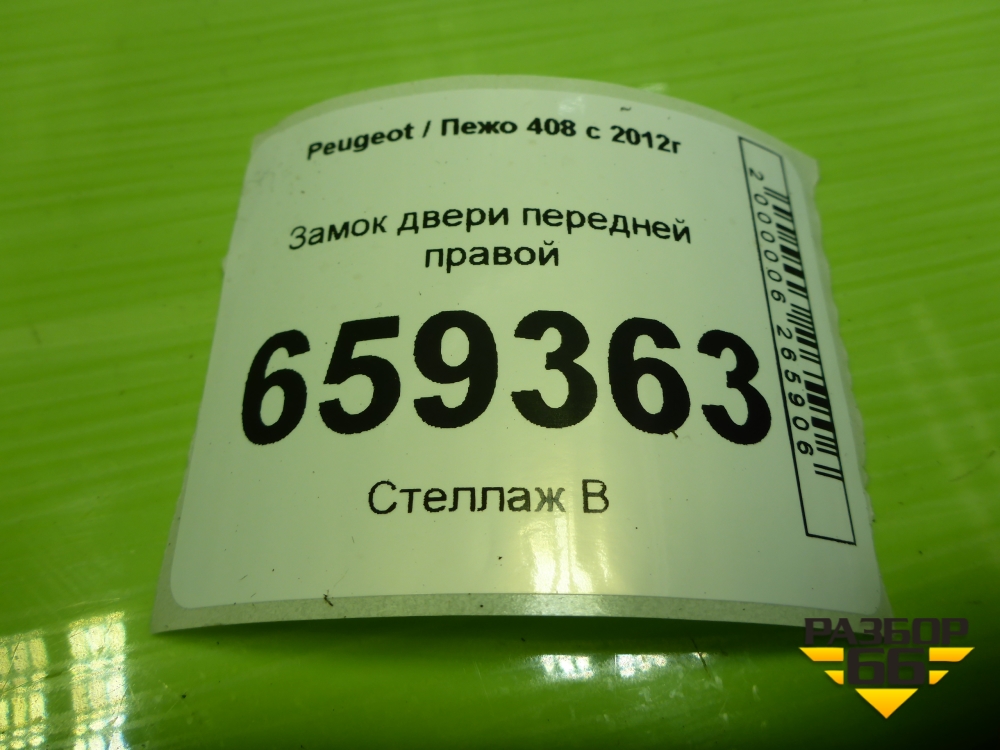 Peugeot / Пежо 408 с 2012г
Замок двери передней
правой
659363
Стеллаж В
2000006265906
РАЗБОР
66